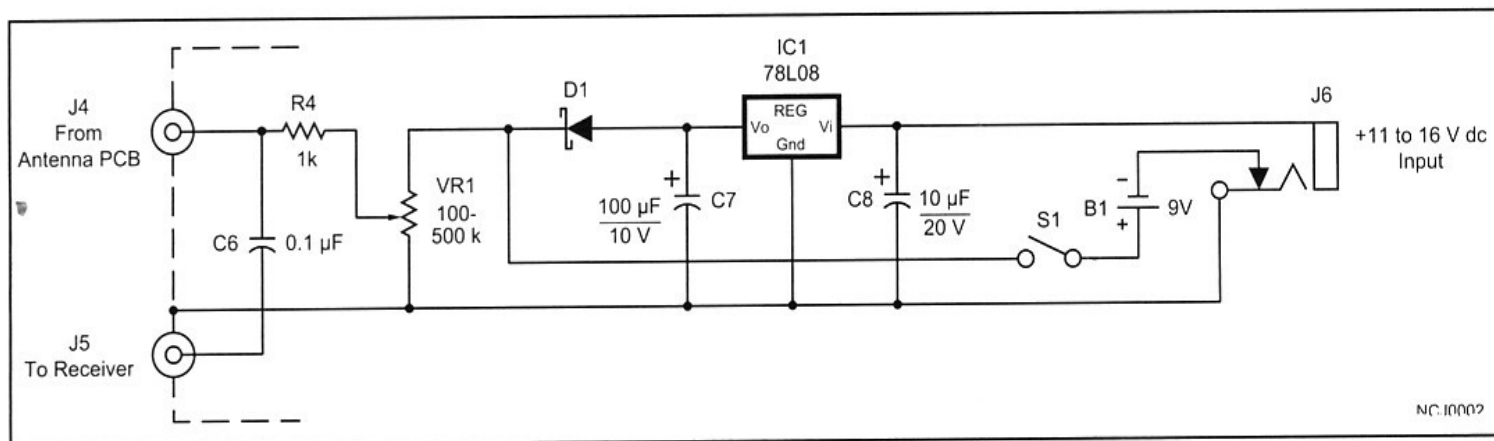 J4
From
Antenna PCB
R4
1k
C6
0.1 µF
VR1
100-
500 k
D1
IC1
78L08
REG
Vo
Vi
Gnd
+
100 µF
10 V
C7
+
C8
10 µF
20 V
S1
-
B1
+
9V
J6
+11 to 16 V dc
Input
J5
To Receiver